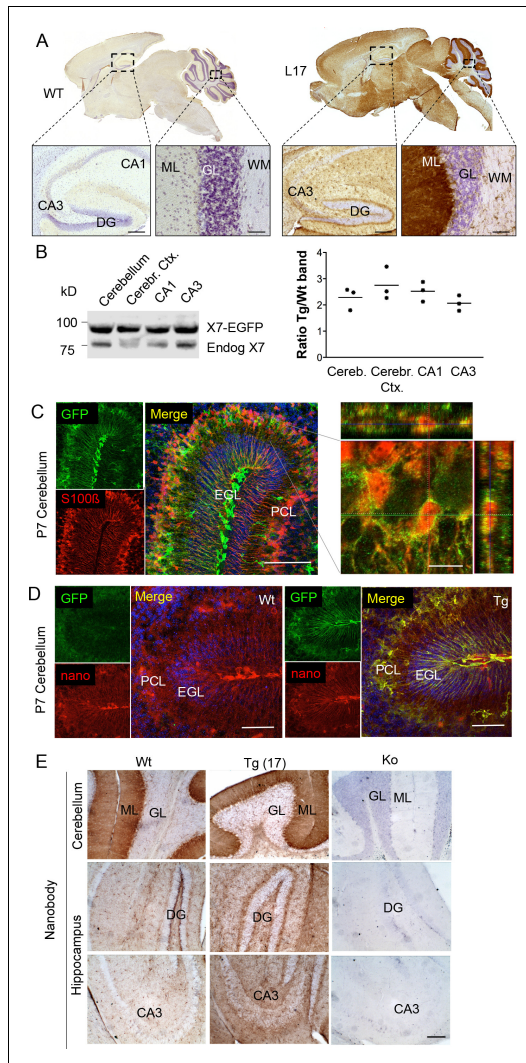 A
WT
L17
CA1
CA3
DG
ML
GL
WM
CA3
DG
ML
GL
WM
B
kD
Cerebellum
Cerebr. Ctx.
CA1
CA3
100
75
X7-EGFP
Endog X7
Ratio Tg/Wt band
4
3
2
1
0
Cereb. Cerebr. CA1 CA3
Ctx.
C
P7 Cerebellum
GFP
S100ß
Merge
EGL
PCL
D
P7 Cerebellum
GFP
nano
Merge
Wt
PCL
EGL
GFP
nano
Merge
Tg
PCL
EGL
E
Wt
Tg (17)
Ko
Nanobody
Cerebellum
ML
GL
GL
ML
GL
ML
Hippocampus
DG
DG
DG
CA3
CA3
CA3